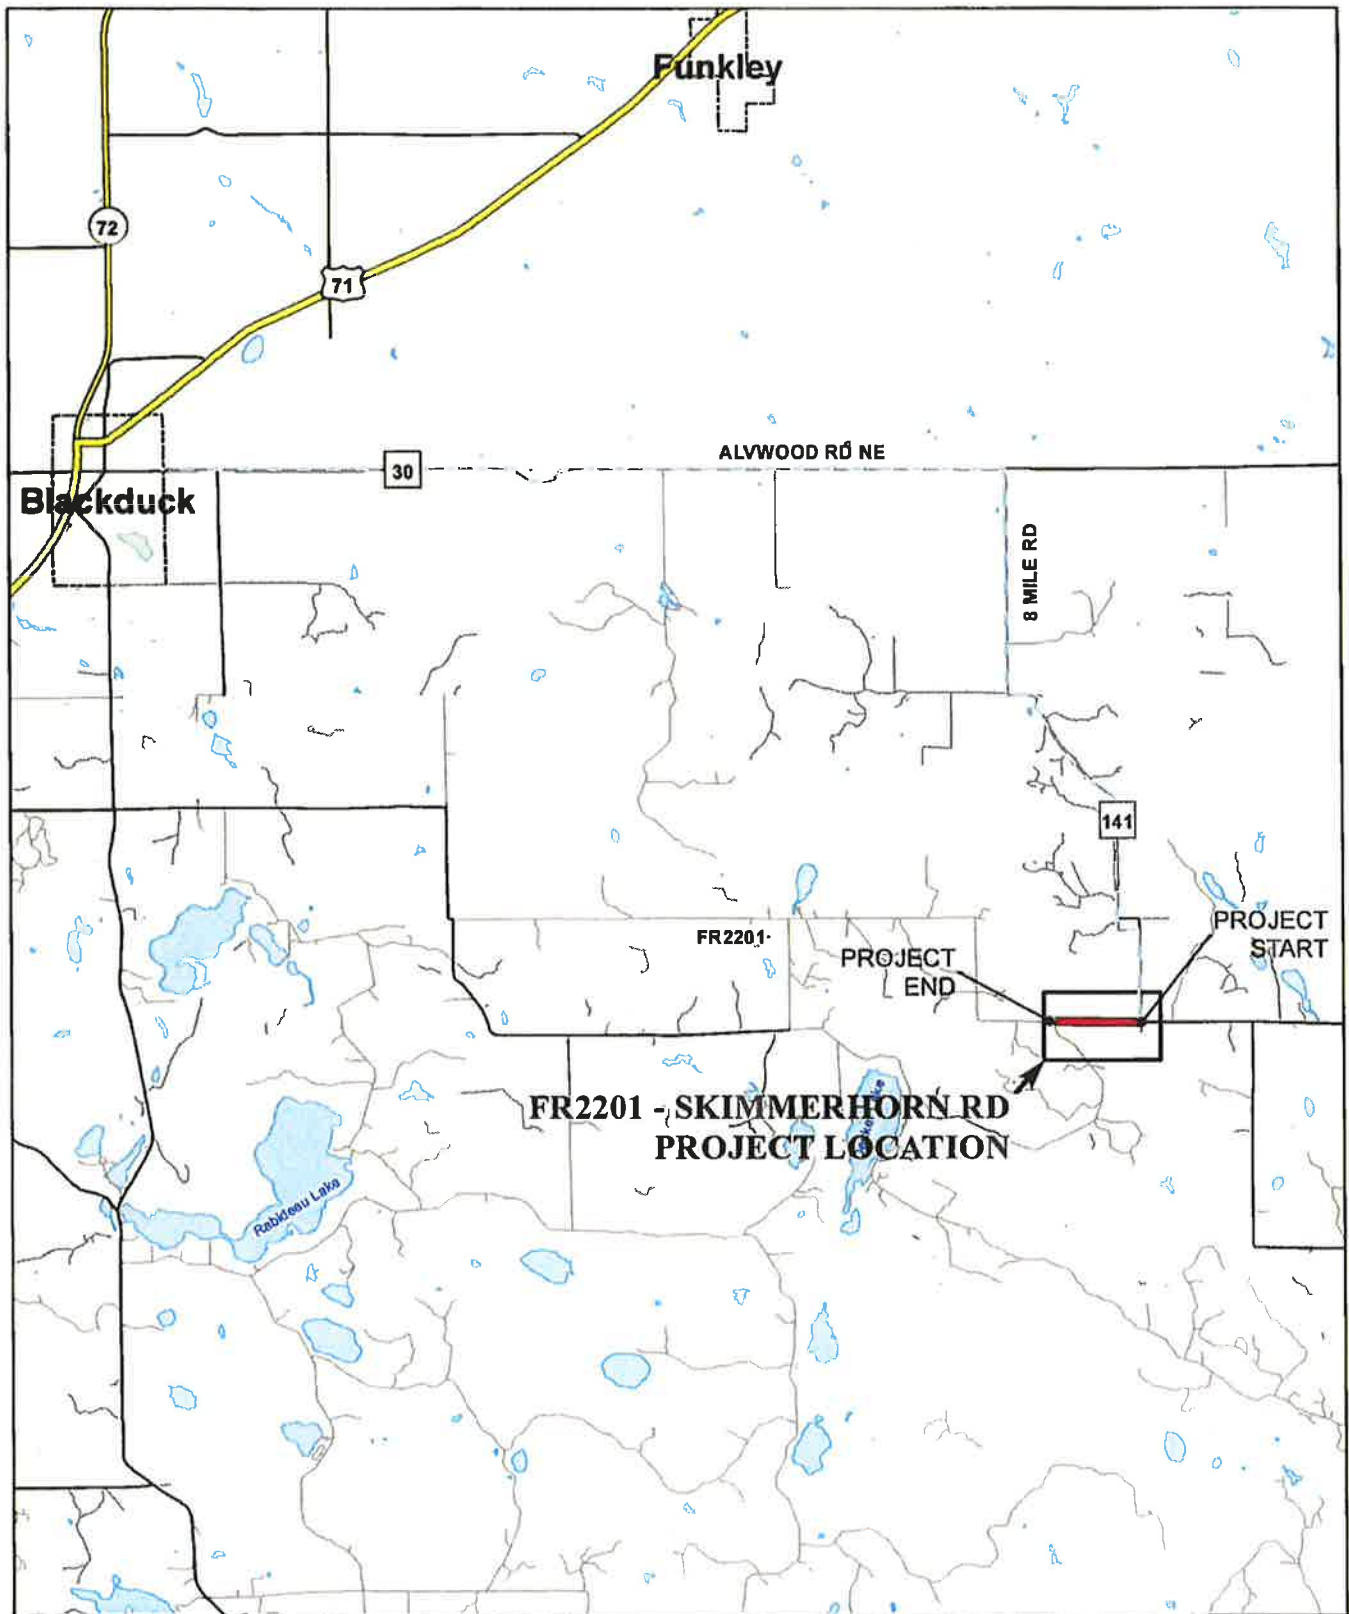 Funkley
72
71
ALVWOOD RD NE
30
Blackduck
8 MILE RD
141
PROJECT
START
FR2201
PROJECT
END
FR2201 - SKIMMERHORN RD
PROJECT LOCATION
Rabideau Lake
Lake